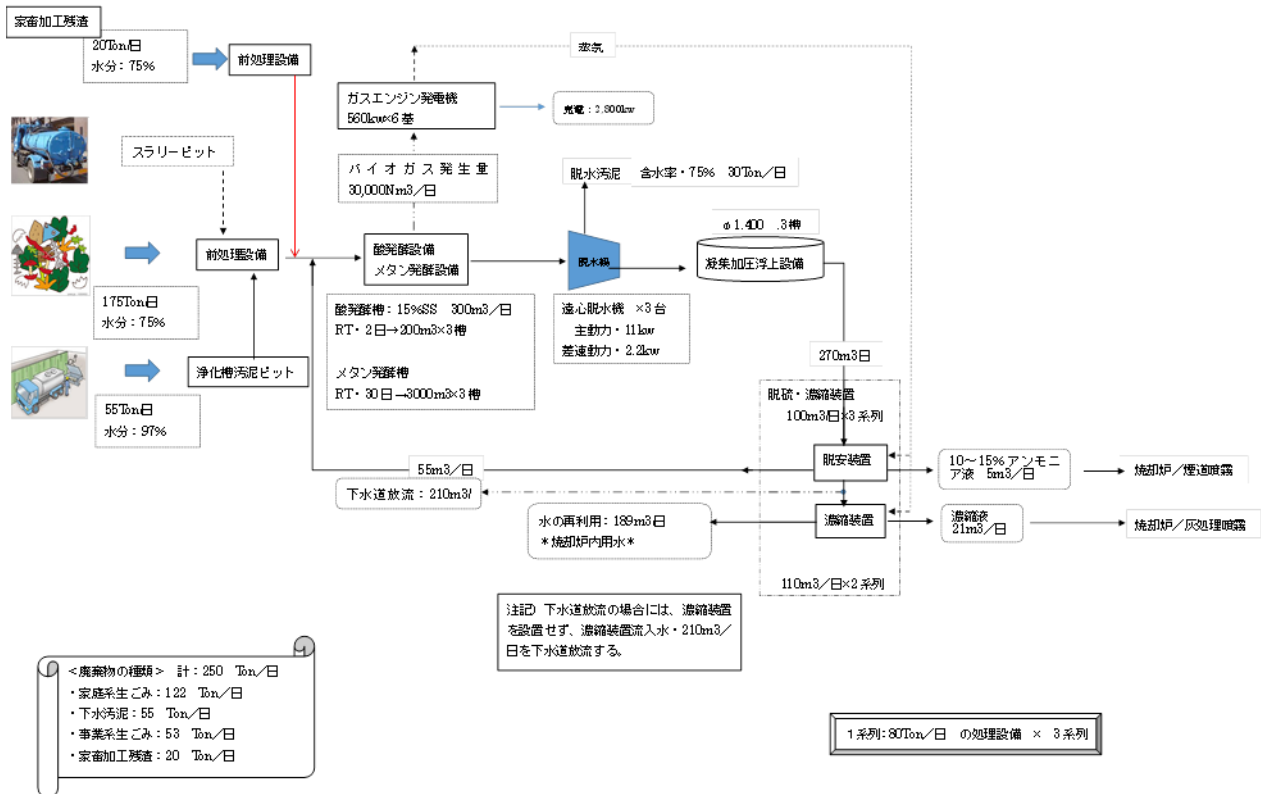 家畜加工残渣
20Ton/日
水分：75%
前処理設備
蒸気
ガスエンジン発電機
560kw×6基
売電：2,800kw
スラリーピット
バイオガス発生量
30,000Nm3／日
脱水汚泥　含水率・75%　30Ton／日
φ1.400　.3槽
前処理設備
酸発酵設備
メタン発酵設備
脱水機
凝集加圧浮上設備
175Ton/日
水分：75%
酸発酵槽：15%SS　300m3／日
RT・2日→200m3×3槽
メタン発酵槽
RT・30日→3000m3×3槽
遠心脱水機　×3台
主動力・11kw
差速動力・2.2kw
270m3日
浄化槽汚泥ピット
55Ton/日
水分：97%
脱硫・濃縮装置
100m3/日×3系列
55m3／日
脱安装置
10～15%アンモニ
ア液　5m3／日
焼却炉／煙道噴霧
下水道放流：210m3/
水の再利用：189m3/日
*焼却炉内用水*
濃縮装置
濃縮液
21m3／日
焼却炉／灰処理噴霧
110m3／日×2系列
注記）下水道放流の場合には、濃縮装置
を設置せず、濃縮装置流入水・210m3／
日を下水道放流する。
＜廃棄物の種類＞　計：250　Ton／日
・家庭系生ごみ：122　Ton／日
・下水汚泥：55　Ton／日
・事業系生ごみ：53　Ton／日
・家畜加工残渣：20　Ton／日
1系列：80Ton／日　の処理設備　×　3系列